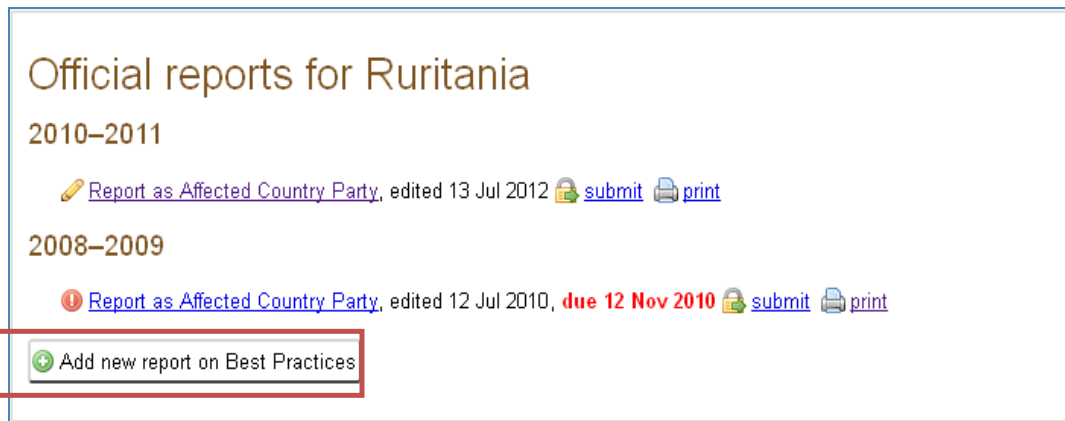 Official reports for Ruritania
2010–2011
Report as Affected Country Party, edited 13 Jul 2012 submit print
2008–2009
Report as Affected Country Party, edited 12 Jul 2010, due 12 Nov 2010 submit print
Add new report on Best Practices